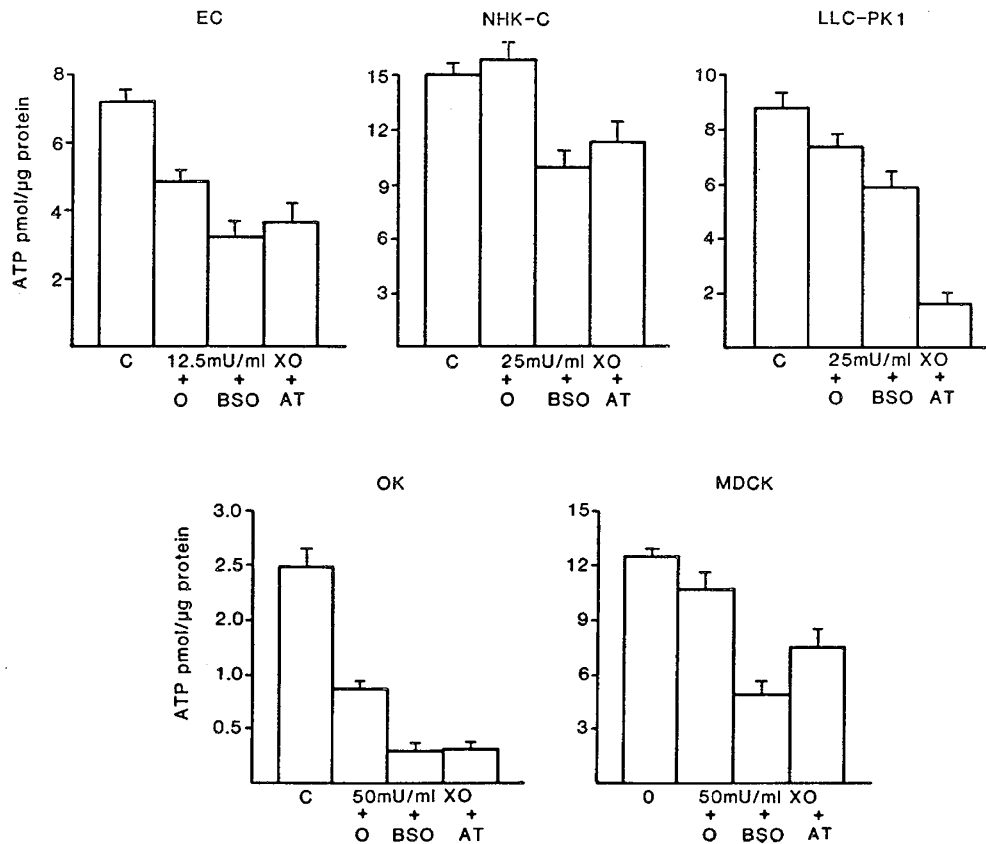 EC
ATP pmol/µg protein
8
6
4
2
C 12.5mU/ml XO
+ + +
O BSO AT
NHK-C
15
12
9
3
C 25mU/ml XO
+ + +
O BSO AT
LLC-PK1
10
8
6
4
2
C 25mU/ml XO
+ + +
O BSO AT
OK
ATP pmol/µg protein
3.0
2.5
2.0
1.0
0.5
C 50mU/ml XO
+ + +
O BSO AT
MDCK
15
12
9
6
3
0 50mU/ml XO
+ + +
O BSO AT